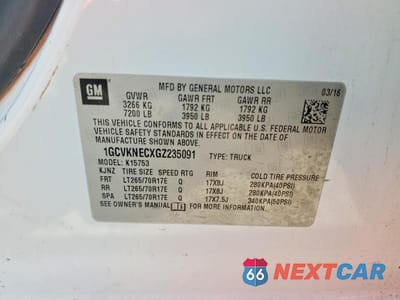 GM
MFD BY GENERAL MOTORS LLC
03/16
GVWR GAWR FRT GAWR RR
3266 KG 1792 KG 1792 KG
7200 LB 3950 LB 3950 LB
THIS VEHICLE CONFORMS TO ALL APPLICABLE U.S. FEDERAL
MOTOR VEHICLE SAFETY STANDARDS IN EFFECT ON THE DATE OF
MANUFACTURE SHOWN ABOVE.
1GCVKNECXGZ235091 TYPE: TRUCK
MODEL: K15753
KJNZ TIRE SIZE SPEED RTG RIM COLD TIRE PRESSURE
FRT LT265/70R17E Q 17X8J 280KPA(40PSI)
RR LT265/70R17E Q 17X8J 280KPA(40PSI)
SPA LT265/70R17E Q 17X7.5J 340KPA(50PSI)
SEE OWNER'S MANUAL FOR MORE INFORMATION.
66 NEXTCAR